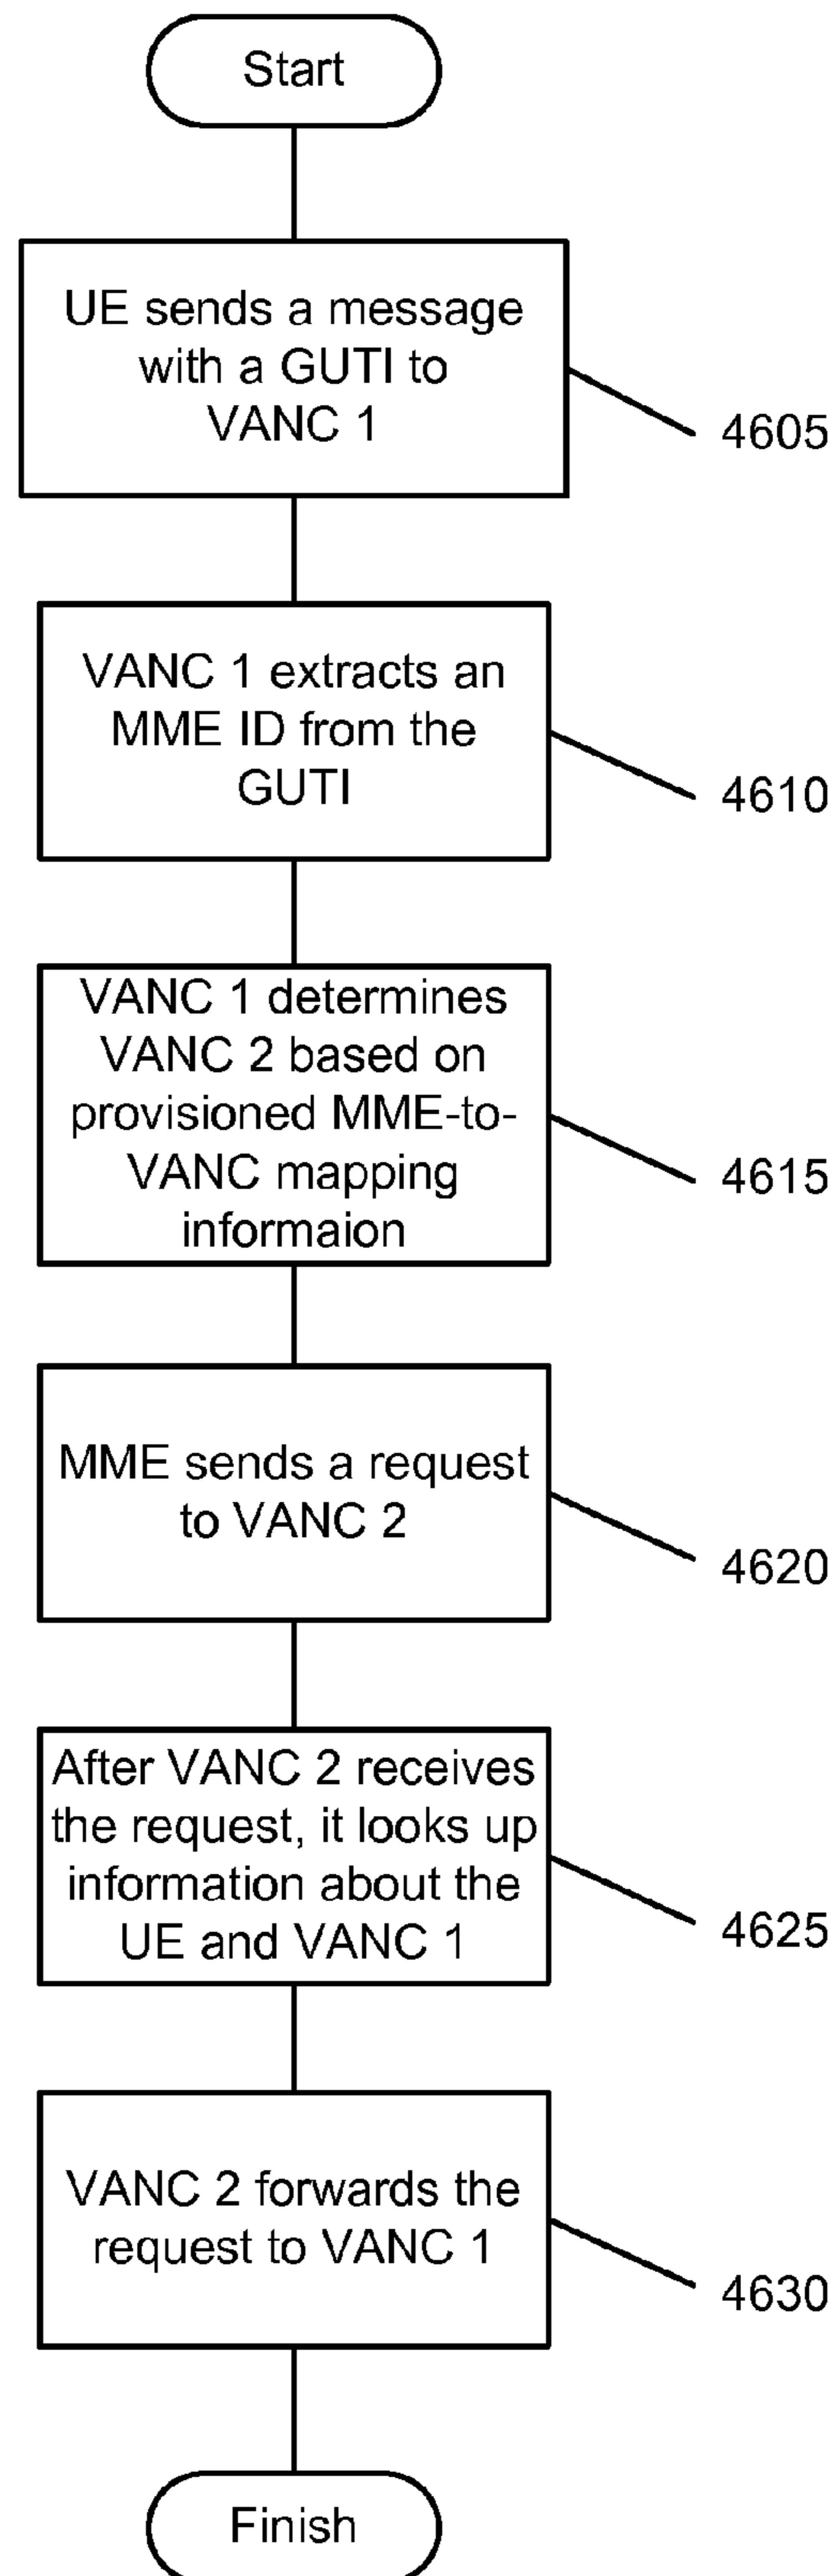 Start
UE sends a message
with a GUTI to
VANC 1
4605
VANC 1 extracts an
MME ID from the
GUTI
4610
VANC 1 determines
VANC 2 based on
provisioned MME-to-
VANC mapping
informaion
4615
MME sends a request
to VANC 2
4620
After VANC 2 receives
the request, it looks up
information about the
UE and VANC 1
4625
VANC 2 forwards the
request to VANC 1
4630
Finish